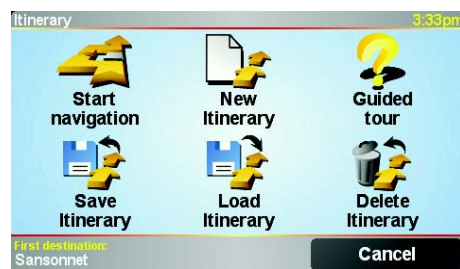 Itinerary 3:33pm
Start New Guided
navigation Itinerary tour
Save Load Delete
Itinerary Itinerary Itinerary
First destination:
Sansonnet Cancel